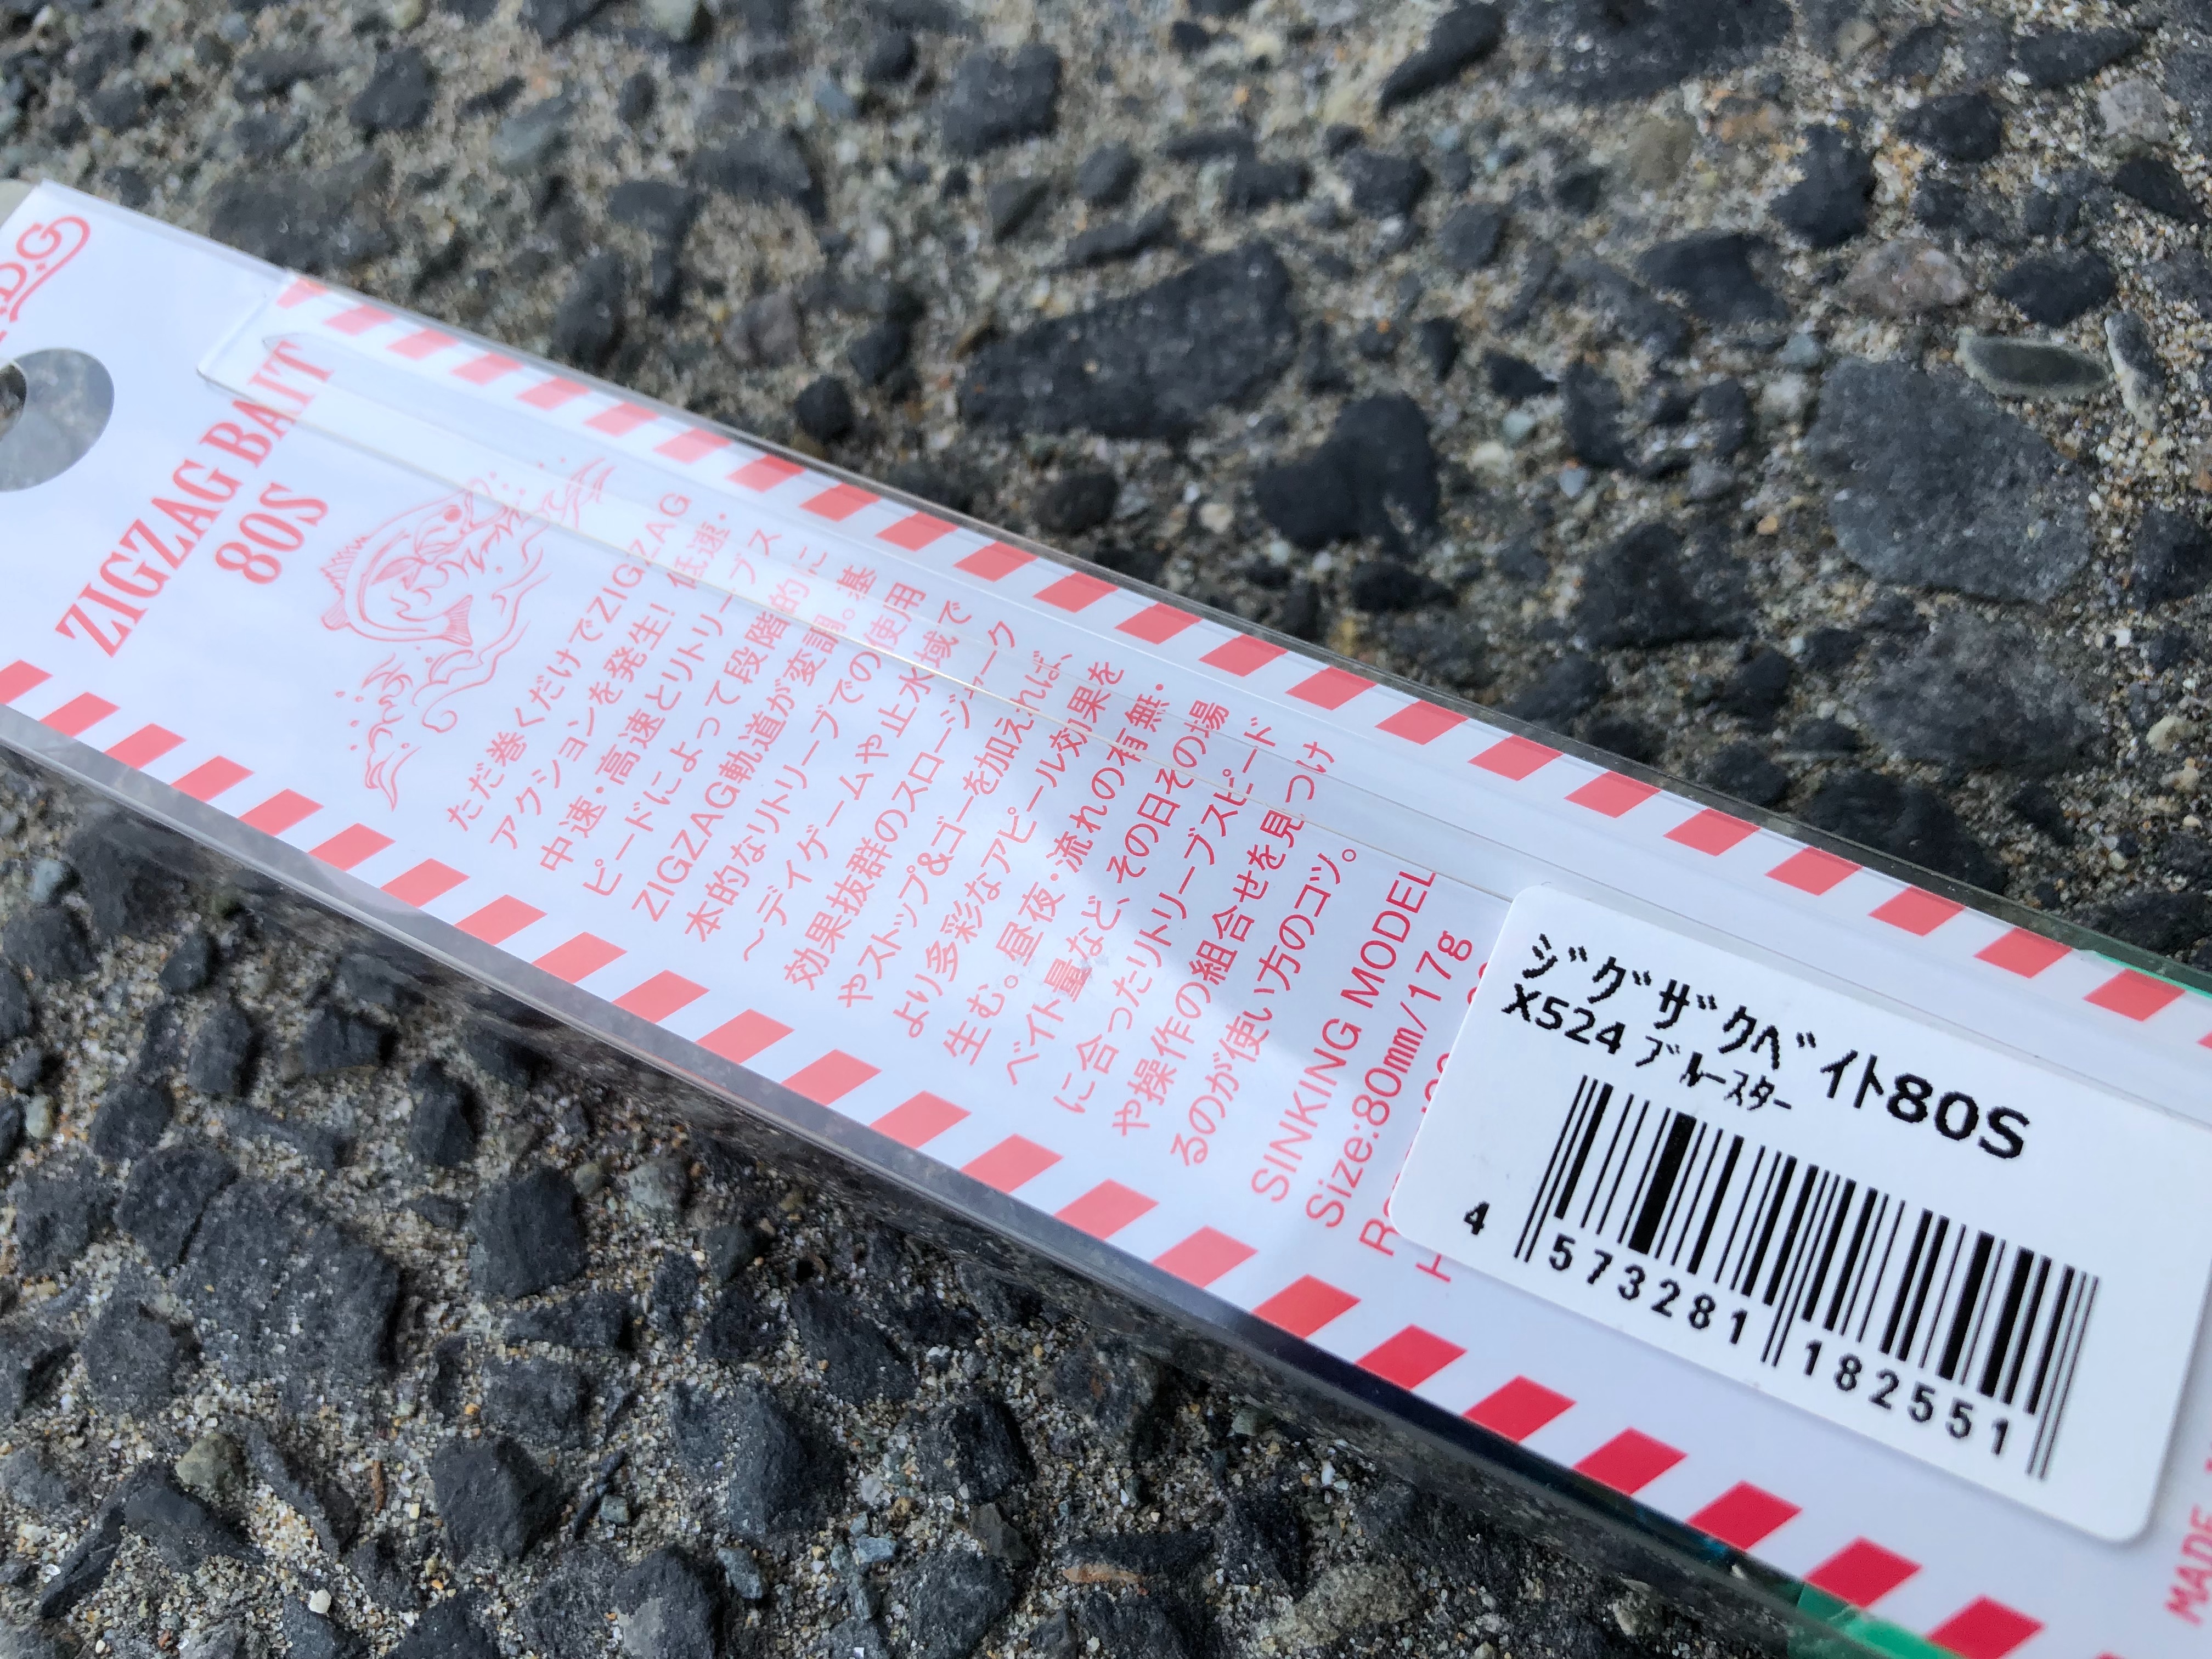 ZIGZAG BAIT
80S
ただ巻くだけでZIGZAG
アクションを発生！低速・
中速・高速とリトリーブス
ピードによって段階的に
ZIGZAG軌道が変調。基
本的なリトリーブでの使用
〜デイゲームや止水域で
効果抜群のスロージャーク
やストップ&ゴーを加えれば、
より多彩なアピール効果を
生む。昼夜・流れの有無・
ベイト量など、その日その場
に合ったリトリーブスピード
や操作の組合せを見つけ
るのが使い方のコツ。
SINKING MODEL
Size:80mm/17g
ｼﾞｸﾞｻﾞｸﾍﾞｲﾄ80S
X524 ﾌﾞﾙｰｽﾀｰ
4 573281 182551
MADE